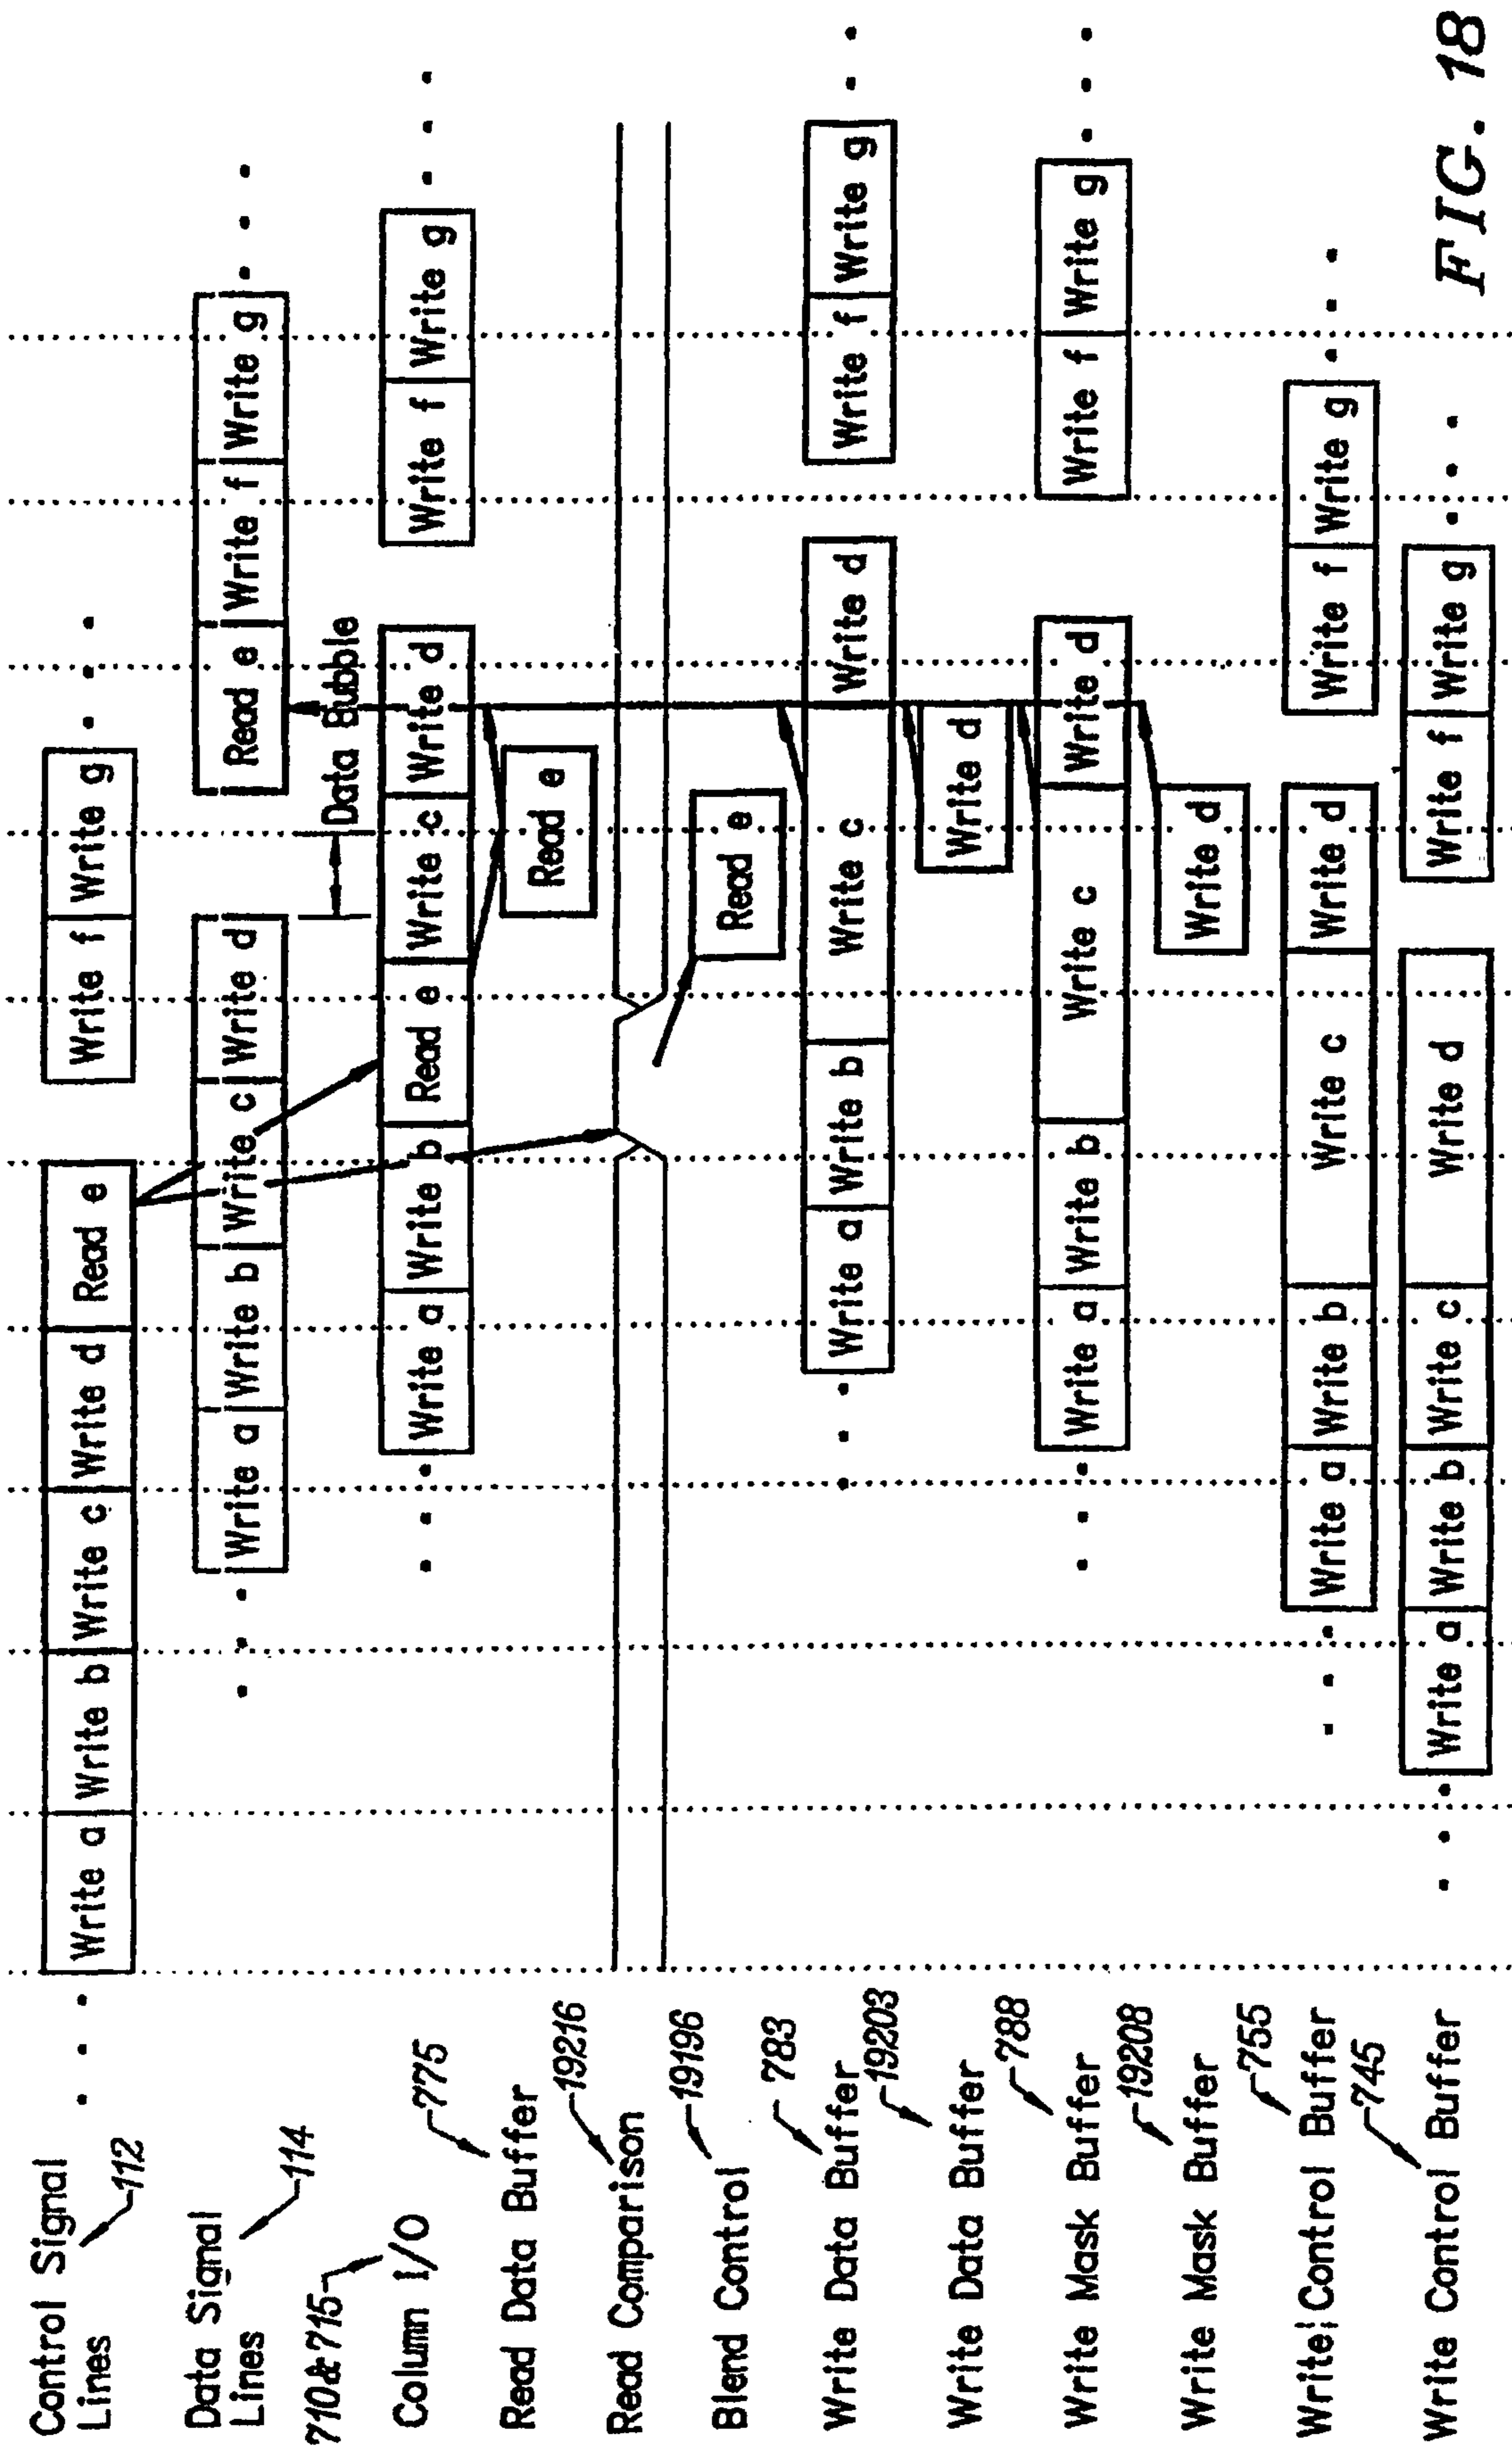 Control Signal
Lines
112
Write a Write b Write c Write d Read e Write f Write g
Data Signal
Lines
114
Write a Write b Write c Write d Read e Write f Write g
Data Bubble
710&715
Column I/O
Write a Write b Read e Write c Write d Write f Write g
775
Read Data Buffer
Read e
19216
Read Comparison
19196
Blend Control
Read e
783
Write Data Buffer
Write a Write b Write c Write d Write f Write g
19203
Write Data Buffer
Write d
788
Write Mask Buffer
Write a Write b Write c Write d Write f Write g
19208
Write Mask Buffer
Write d
755
Write Control Buffer
Write a Write b Write c Write d Write f Write g
745
Write Control Buffer
Write a Write b Write c Write d Write f Write g
FIG. 18